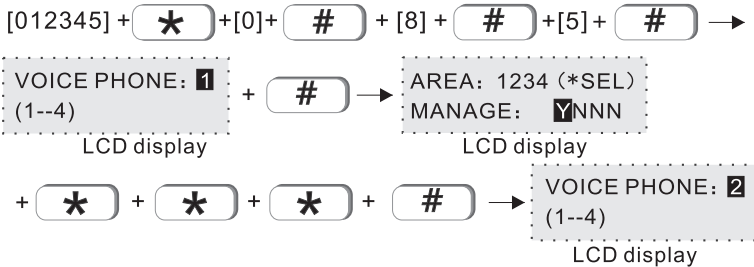 [012345] + * +[0]+ # + [8] + # +[5] + #
VOICE PHONE: 1
(1--4)
LCD display
+ #
AREA: 1234 (*SEL)
MANAGE: YNNN
LCD display
+ * + * + * + #
VOICE PHONE: 2
(1--4)
LCD display